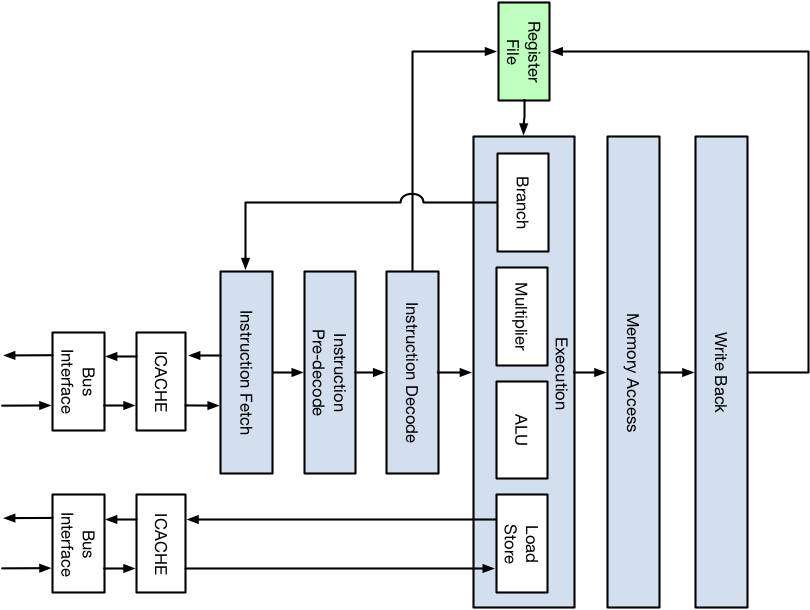 Register
File
Branch
Multiplier
ALU
Load
Store
Execution
Memory Access
Write Back
Instruction Fetch
Instruction
Pre-decode
Instruction Decode
ICACHE
Bus
Interface
ICACHE
Bus
Interface